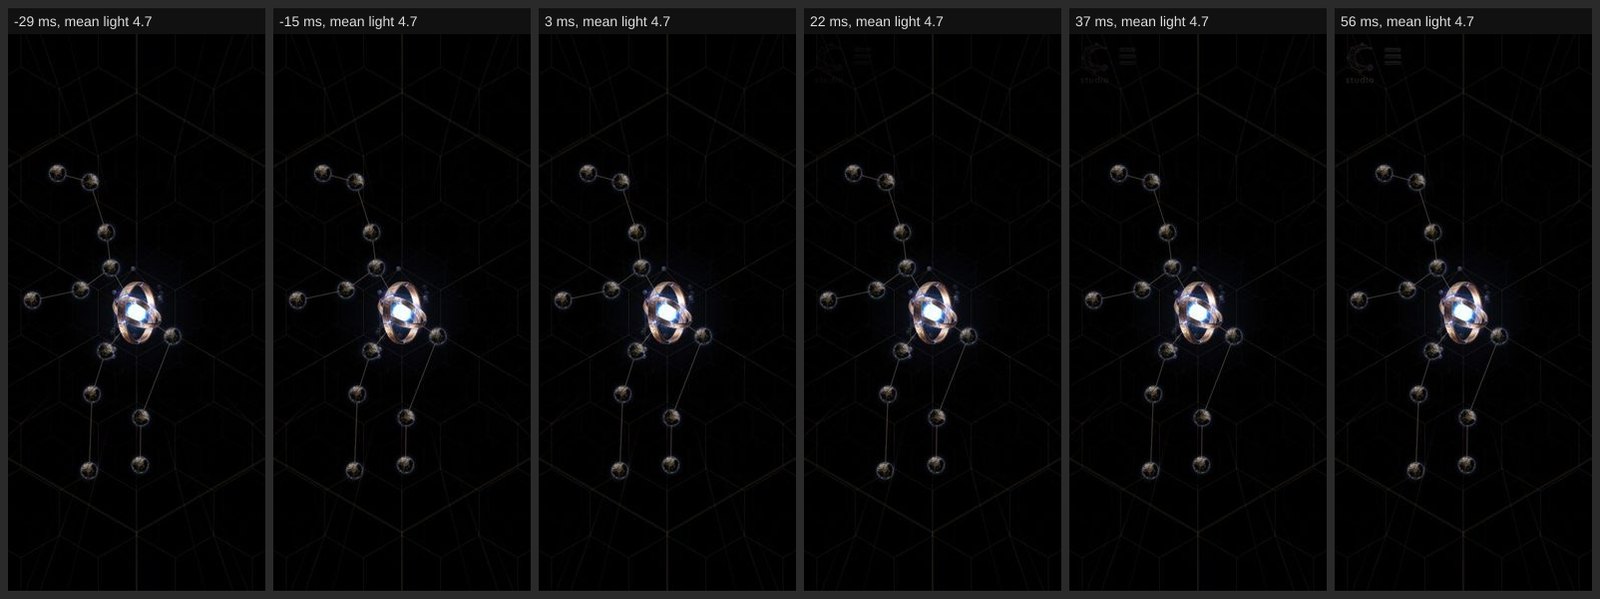 -29 ms, mean light 4.7
-15 ms, mean light 4.7
3 ms, mean light 4.7
22 ms, mean light 4.7
37 ms, mean light 4.7
56 ms, mean light 4.7
studio
studio